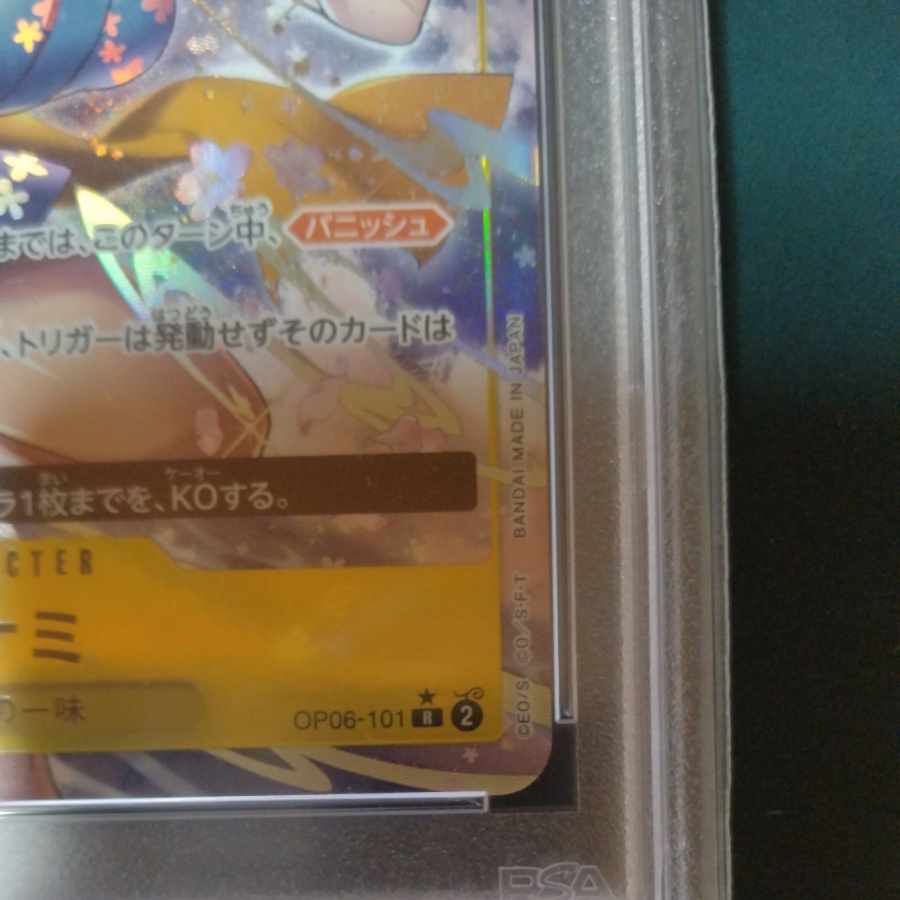 までは、このターン中、バニッシュ
、トリガーは発動せずそのカードは
ラ1枚までを、KOする。
CTER
ーミ
の一味
OP06-101 R 2
BANDAI MADE IN JAPAN
CO/S・F・T
PSA